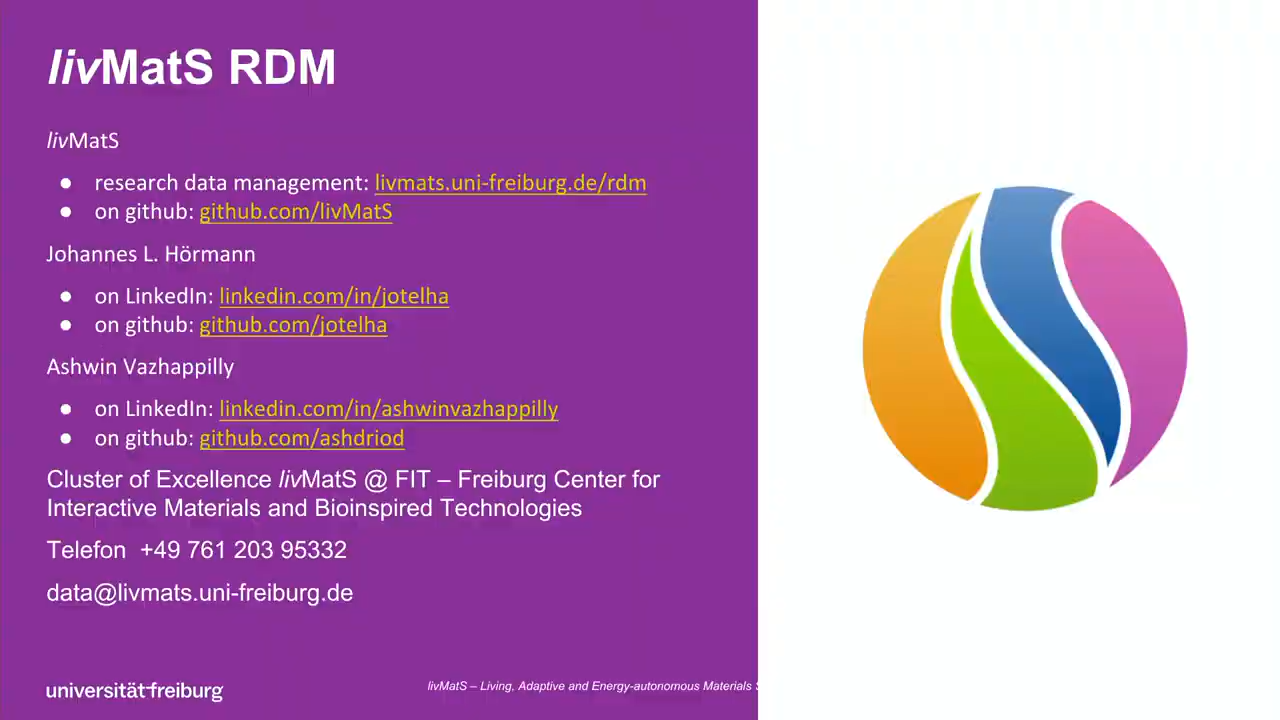 livMatS RDM
livMatS
● research data management: livmats.uni-freiburg.de/rdm
● on github: github.com/livMatS
Johannes L. Hörmann
● on LinkedIn: linkedin.com/in/jotelha
● on github: github.com/jotelha
Ashwin Vazhappilly
● on LinkedIn: linkedin.com/in/ashwinvazhappilly
● on github: github.com/ashdriod
Cluster of Excellence livMatS @ FIT – Freiburg Center for
Interactive Materials and Bioinspired Technologies
Telefon +49 761 203 95332
data@livmats.uni-freiburg.de
universität freiburg
livMatS – Living, Adaptive and Energy-autonomous Materials